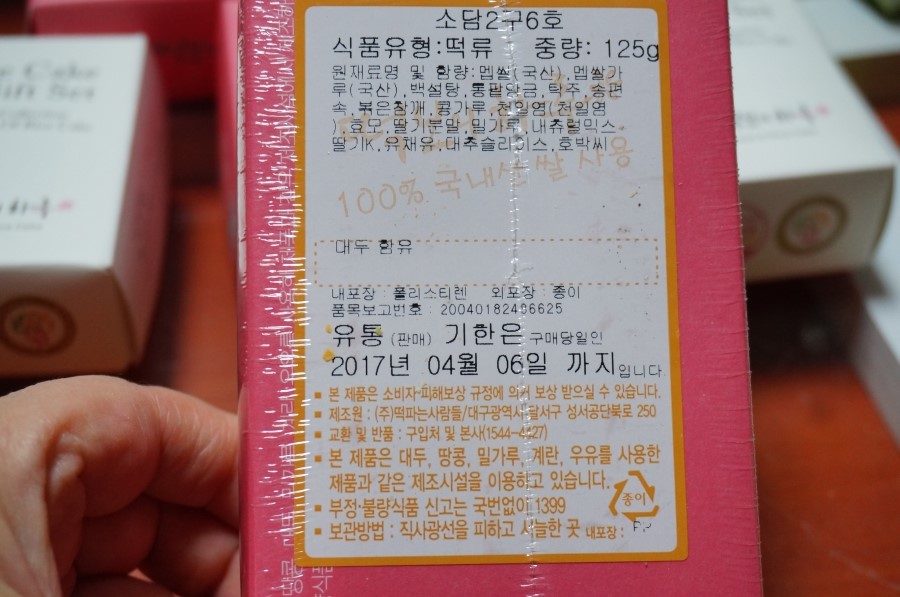 소담2구6호
식품유형:떡류 중량: 125g
원재료명 및 함량:멥쌀(국산),멥쌀가
루(국산),백설탕,통팥앙금,탁주,송편
속,볶은참깨,콩가루,천일염(천일염
),효모,딸기분말,밀가루,내츄럴믹스
딸기K,유채유,대추슬라이스,호박씨
100% 국내산 쌀 사용
대두 함유
내포장 : 폴리스티렌 외포장 : 종이
품목보고번호 : 20040182406625
유통 (판매) 기한은 구매당일인
2017년 04월 06일 까지입니다.
본 제품은 소비자피해보상 규정에 의해 보상 받으실 수 있습니다.
제조원 : (주)떡파는사람들/대구광역시 달서구 성서공단북로 250
교환 및 반품 : 구입처 및 본사
본 제품은 대두, 땅콩, 밀가루, 계란, 우유를 사용한
제품과 같은 제조시설을 이용하고 있습니다.
부정·불량식품 신고는 국번없이 1399
보관방법 : 직사광선을 피하고 서늘한 곳
종이
내포장 : PP